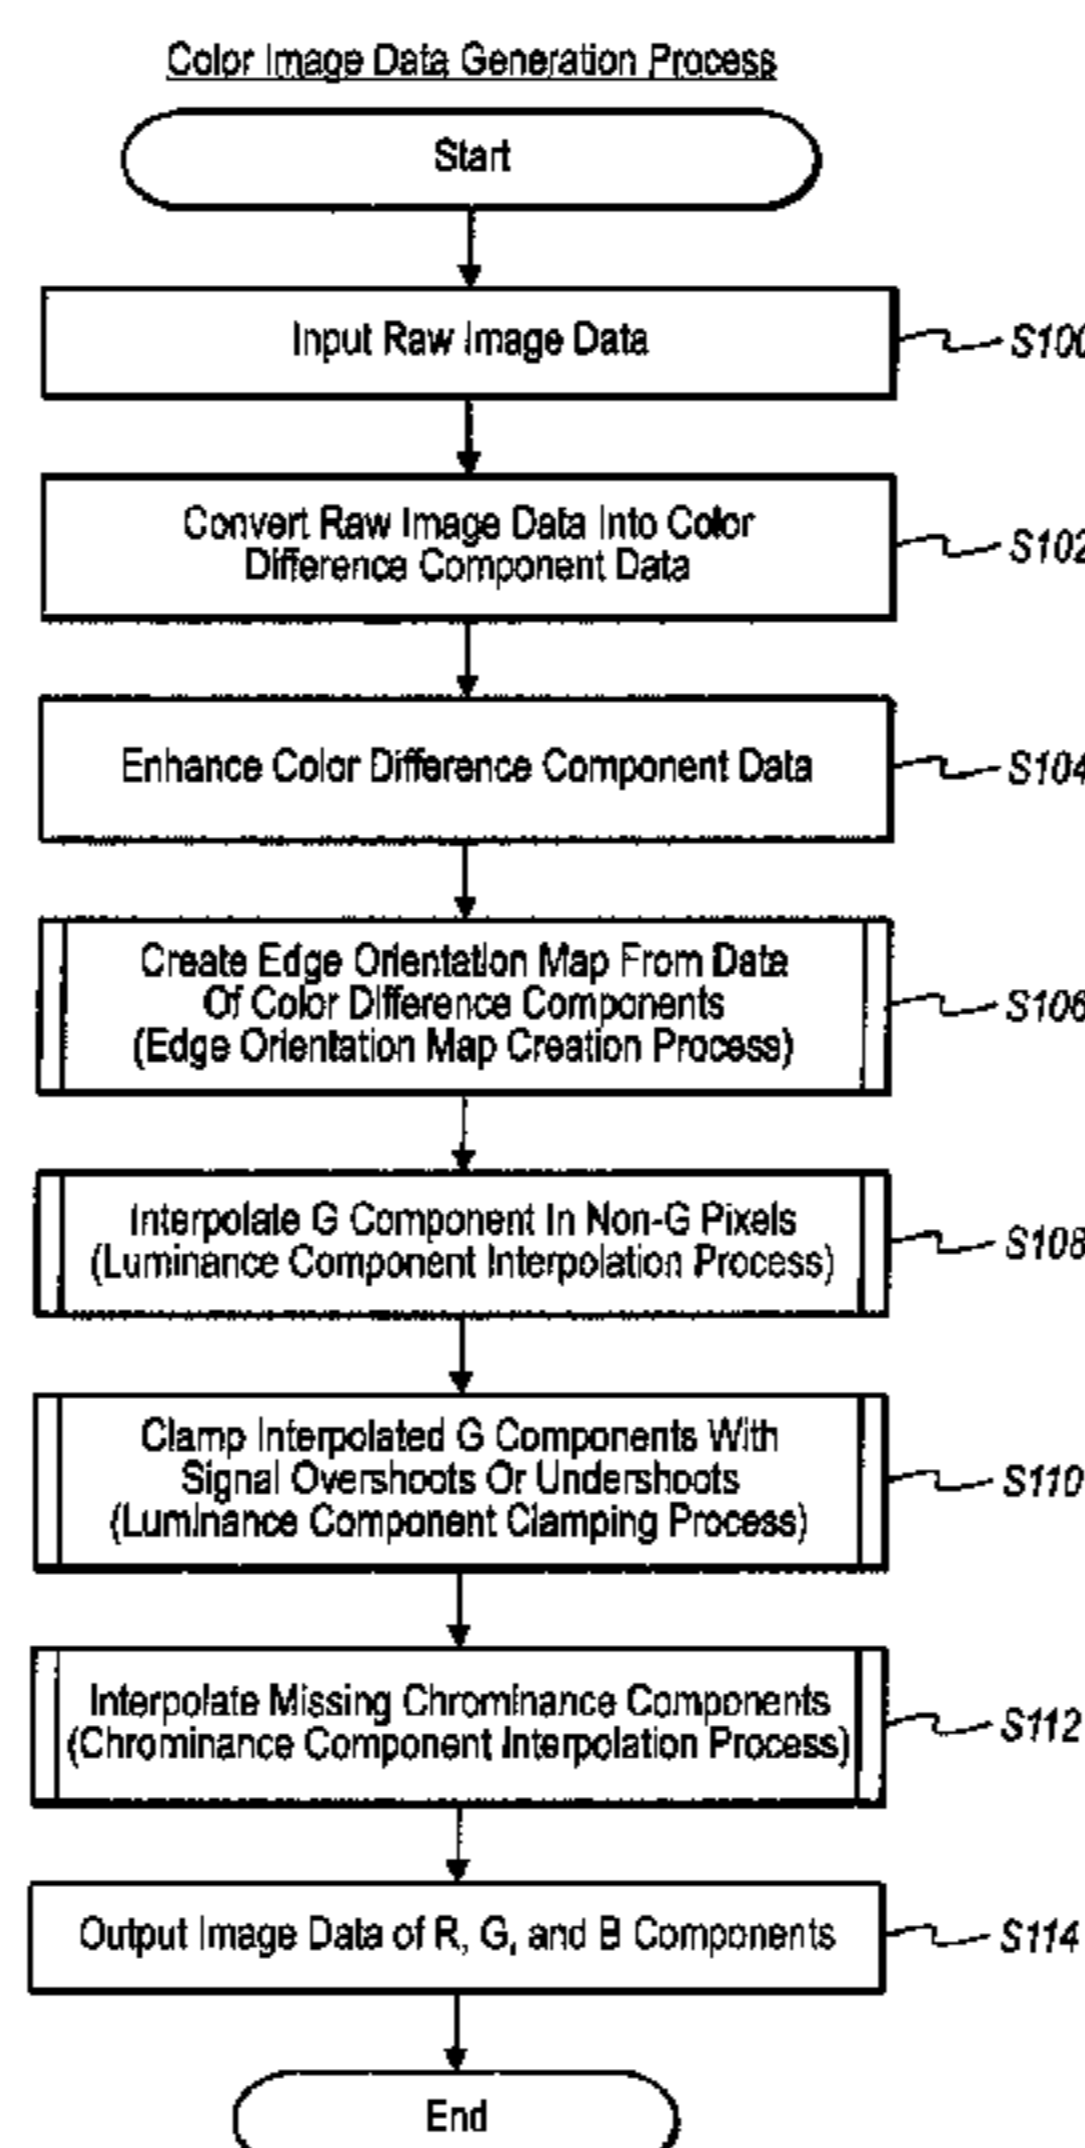 Color Image Data Generation Process
Start
Input Raw Image Data
S100
Convert Raw Image Data Into Color
Difference Component Data
S102
Enhance Color Difference Component Data
S104
Create Edge Orientation Map From Data
Of Color Difference Components
(Edge Orientation Map Creation Process)
S106
Interpolate G Component In Non-G Pixels
(Luminance Component Interpolation Process)
S108
Clamp Interpolated G Components With
Signal Overshoots Or Undershoots
(Luminance Component Clamping Process)
S110
Interpolate Missing Chrominance Components
(Chrominance Component Interpolation Process)
S112
Output Image Data of R, G, and B Components
S114
End